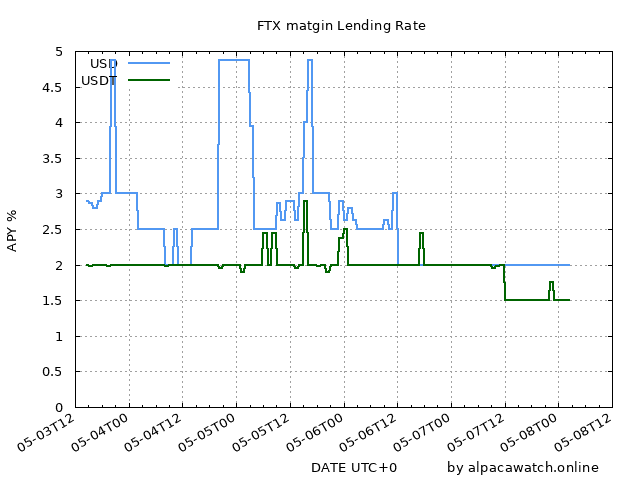 FTX matgin Lending Rate
USD
USDT
APY %
5
4.5
4
3.5
3
2.5
2
1.5
1
0.5
0
05-03T12
05-04T00
05-04T12
05-05T00
05-05T12
05-06T00
05-06T12
05-07T00
05-07T12
05-08T00
05-08T12
DATE UTC+0
by alpacawatch.online